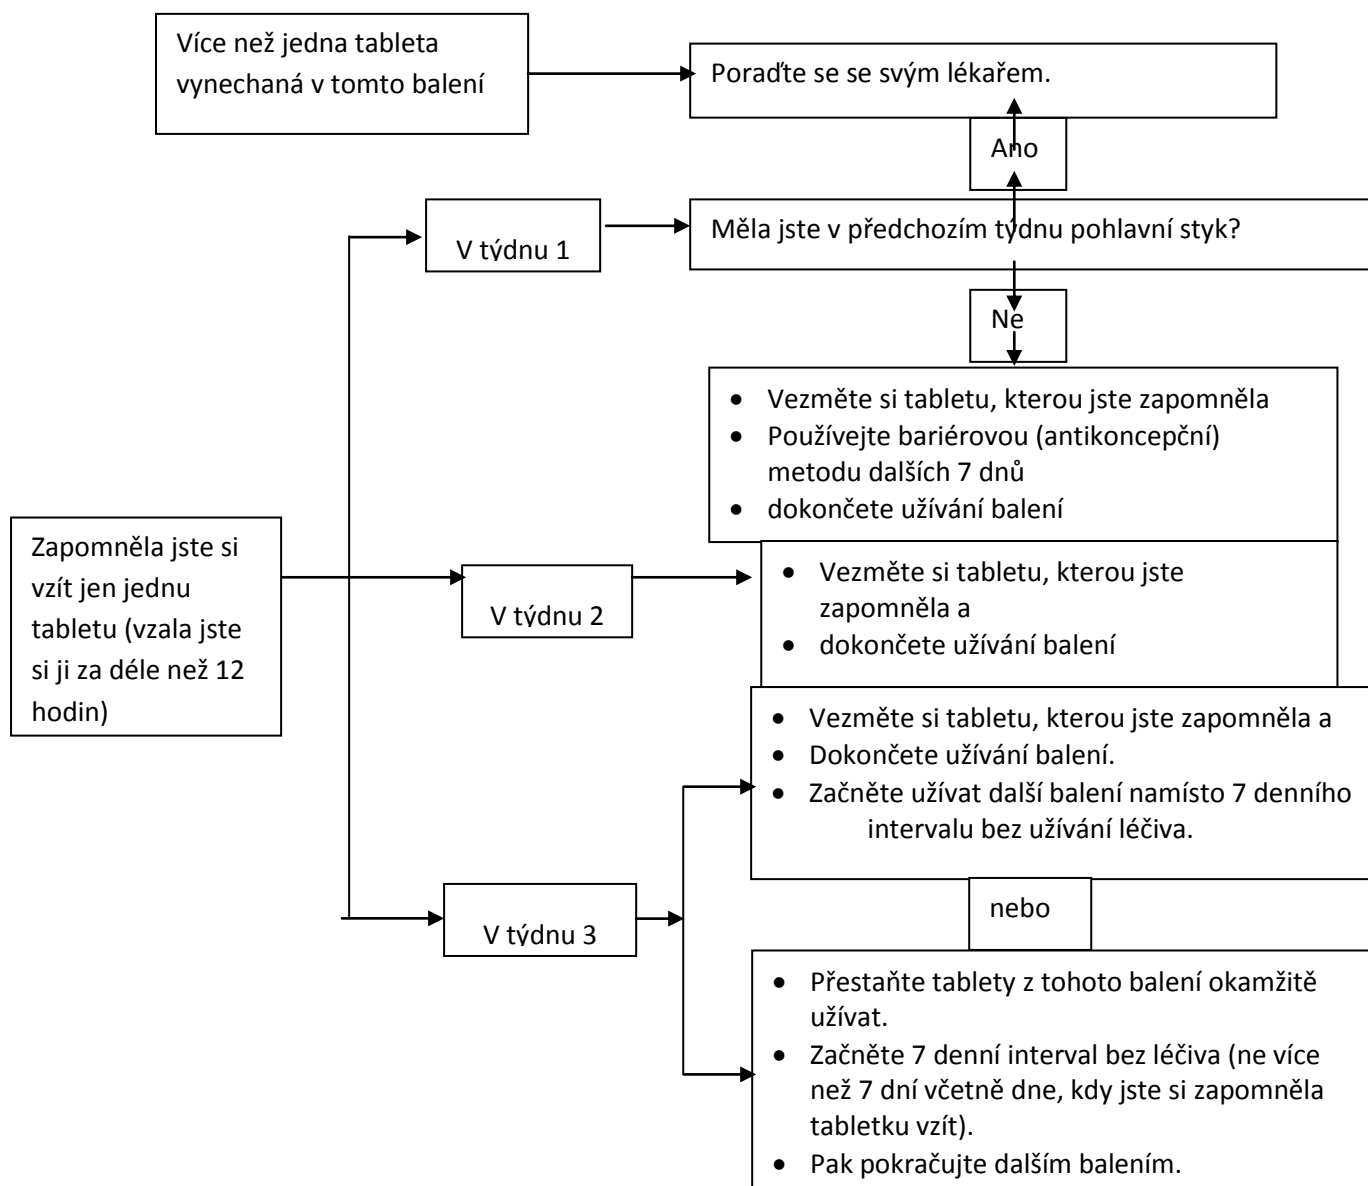 Více než jedna tableta
vynechaná v tomto balení
Poraďte se se svým lékařem.
Ano
V týdnu 1
Měla jste v předchozím týdnu pohlavní styk?
Ne
• Vezměte si tabletu, kterou jste zapomněla
• Používejte bariérovou (antikoncepční)
metodu dalších 7 dnů
• dokončete užívání balení
Zapomněla jste si
vzít jen jednu
tabletu (vzala jste
si ji za déle než 12
hodin)
V týdnu 2
• Vezměte si tabletu, kterou jste
zapomněla a
• dokončete užívání balení
• Vezměte si tabletu, kterou jste zapomněla a
• Dokončete užívání balení.
• Začněte užívat další balení namísto 7 denního
intervalu bez užívání léčiva.
V týdnu 3
nebo
• Přestaňte tablety z tohoto balení okamžitě
užívat.
• Začněte 7 denní interval bez léčiva (ne více
než 7 dní včetně dne, kdy jste si zapomněla
tabletku vzít).
• Pak pokračujte dalším balením.